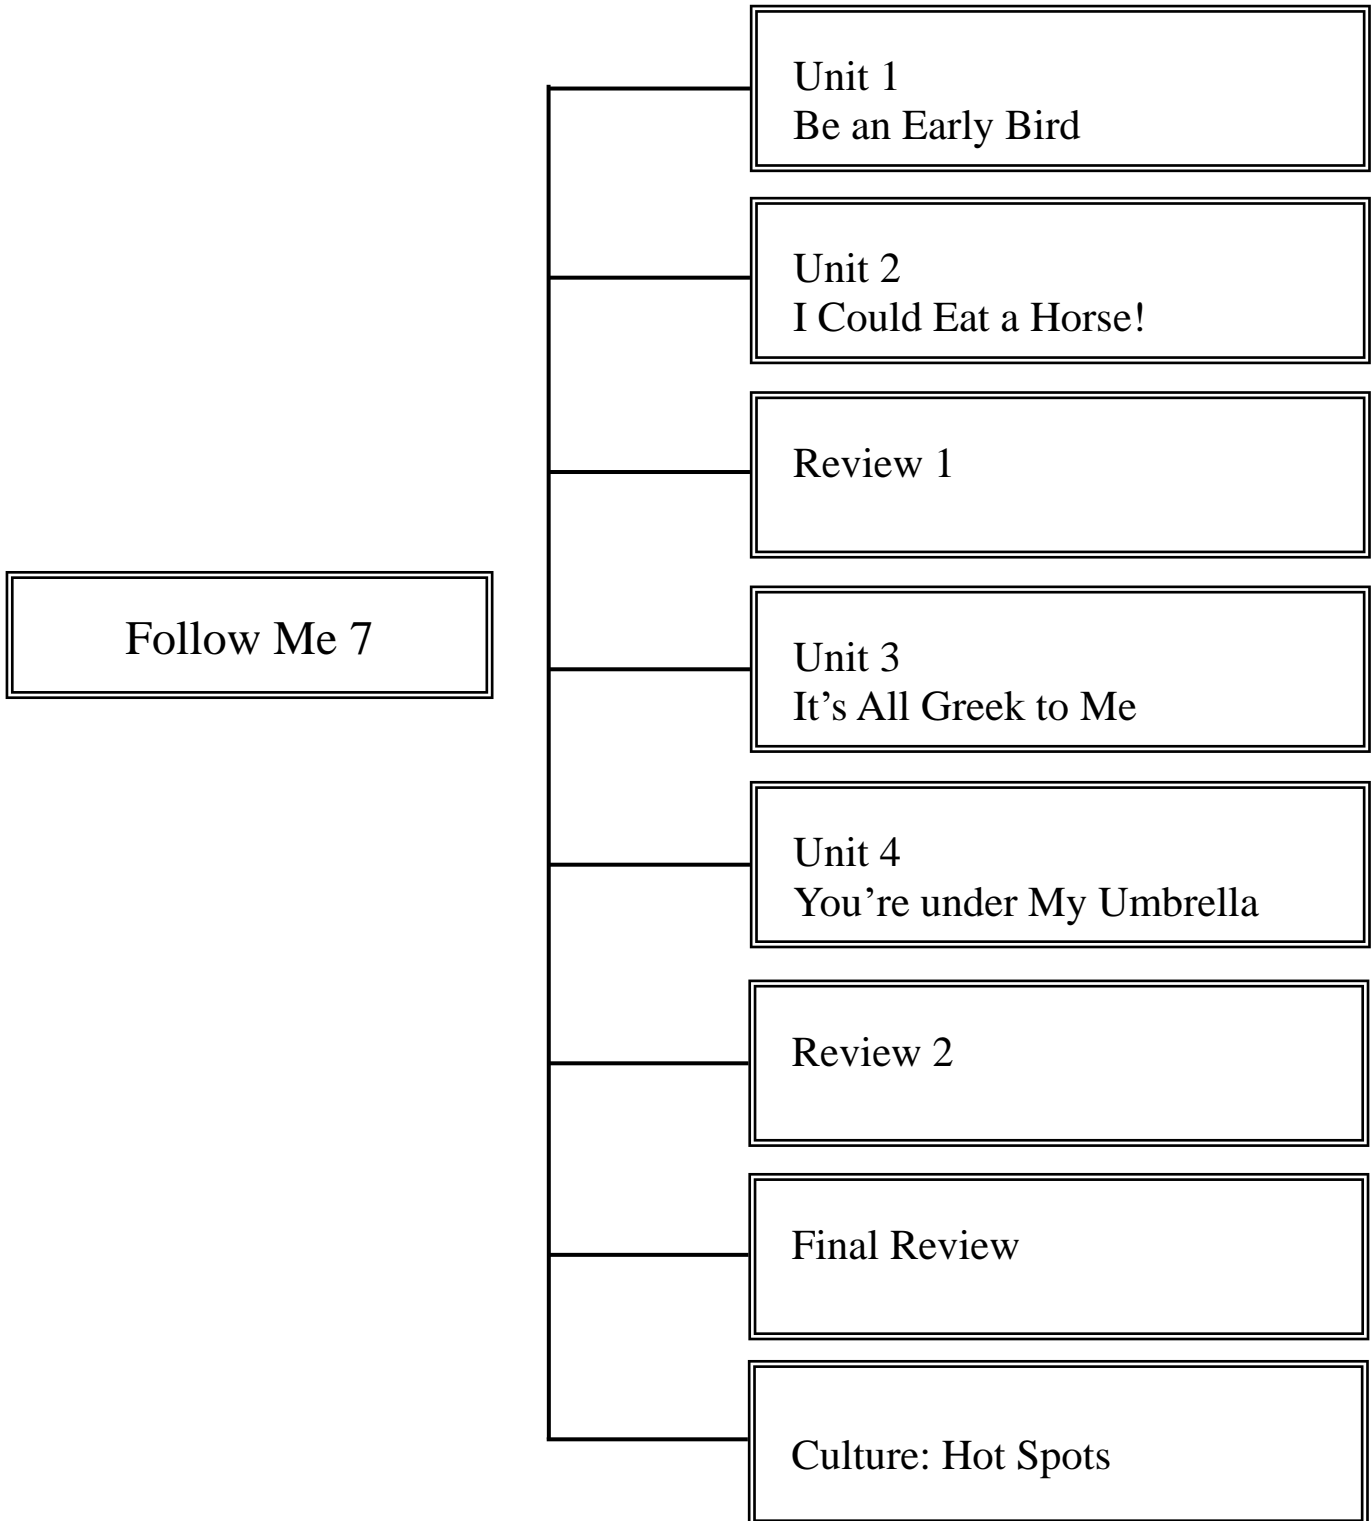 Follow Me 7
Unit 1
Be an Early Bird
Unit 2
I Could Eat a Horse!
Review 1
Unit 3
It’s All Greek to Me
Unit 4
You’re under My Umbrella
Review 2
Final Review
Culture: Hot Spots